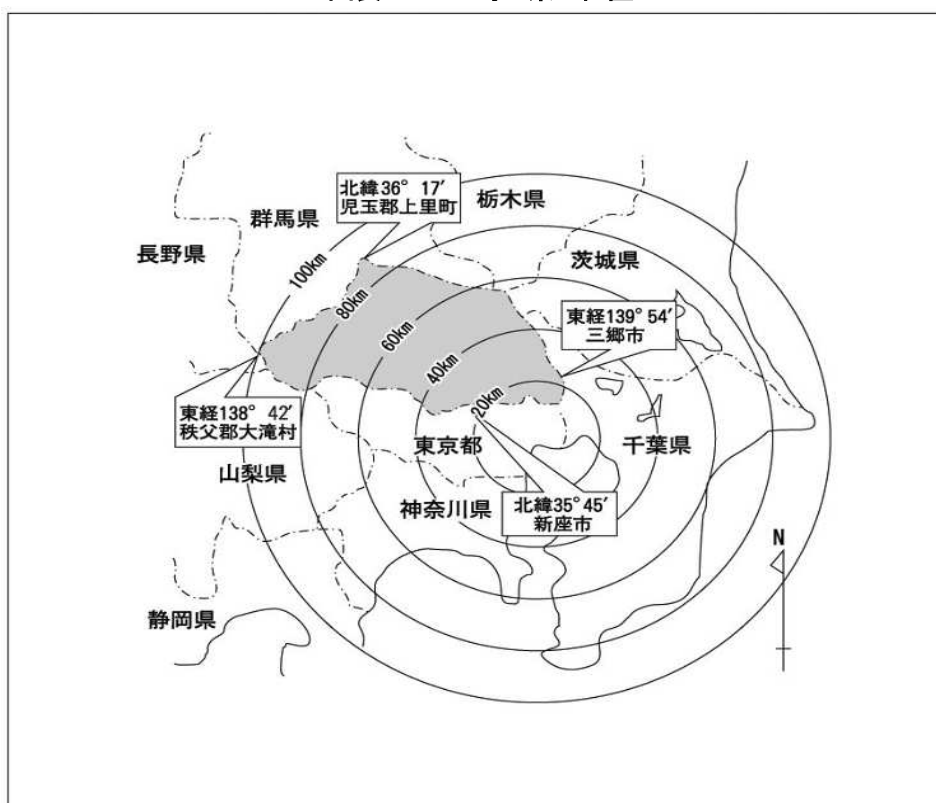 北緯36° 17′
児玉郡上里町
栃木県
群馬県
長野県
茨城県
100km
80km
60km
40km
20km
東経139° 54′
三郷市
東経138° 42′
秩父郡大滝村
東京都
千葉県
山梨県
神奈川県
北緯35° 45′
新座市
N
静岡県